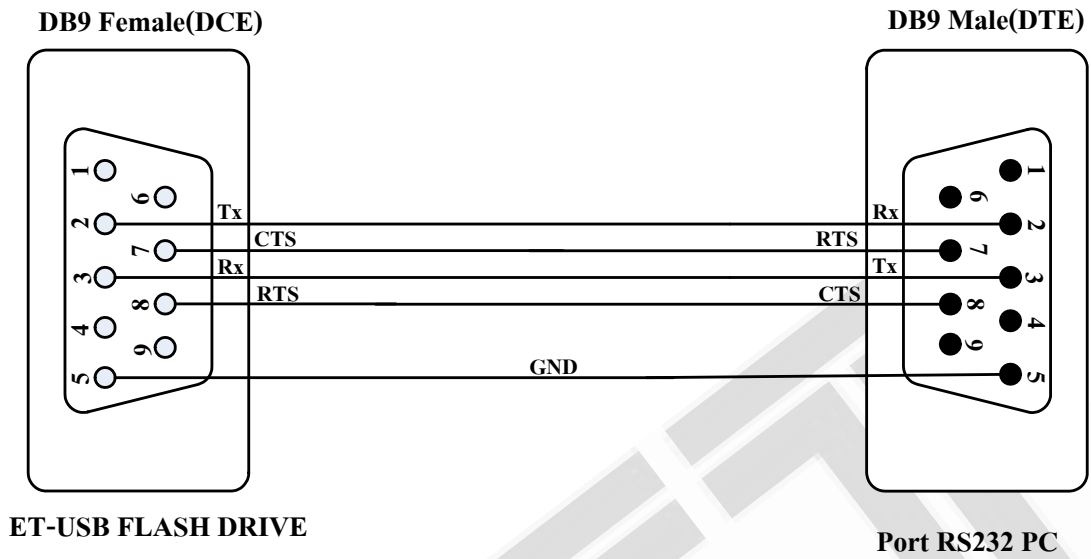 DB9 Female(DCE)
DB9 Male(DTE)
1
6
2
7
3
8
4
9
5
Tx
CTS
Rx
RTS
GND
Rx
RTS
Tx
CTS
1
6
2
7
3
8
4
9
5
ET-USB FLASH DRIVE
Port RS232 PC